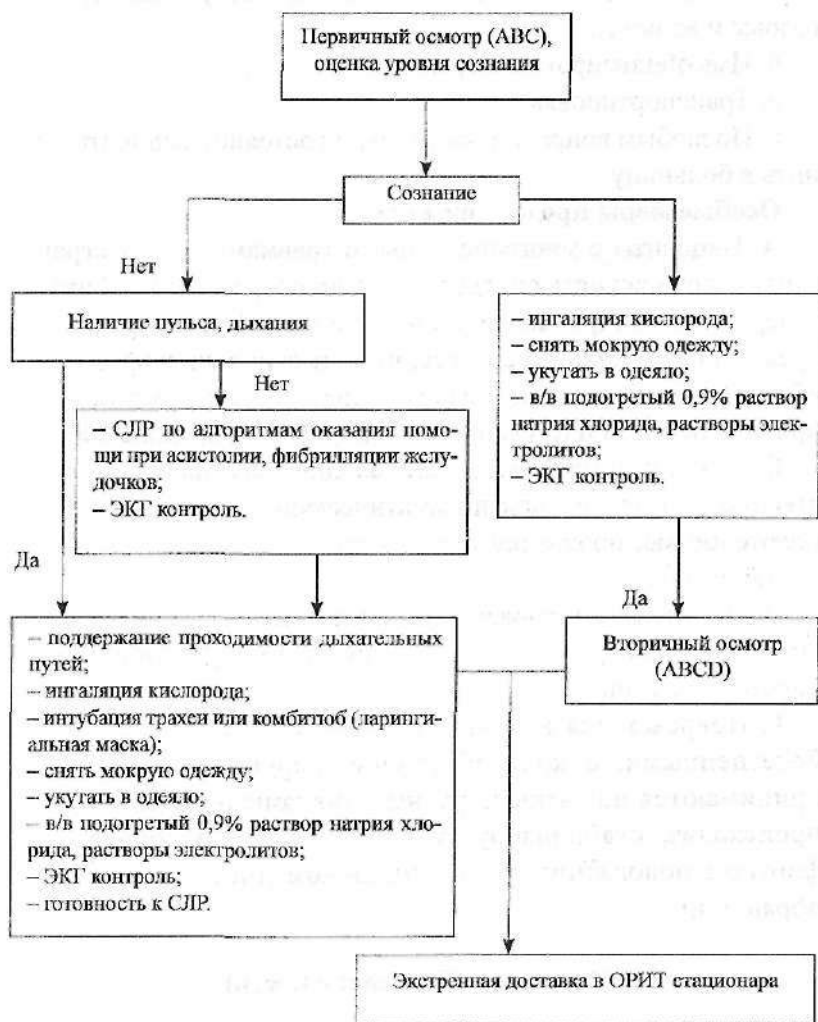 Первичный осмотр (ABC),
оценка уровня сознания
Сознание
Нет
Наличие пульса, дыхания
– ингаляция кислорода;
– снять мокрую одежду;
– укутать в одеяло;
– в/в подогретый 0,9% раствор
натрия хлорида, растворы элек-
тролитов;
– ЭКГ контроль.
Нет
– СЛР по алгоритмам оказания помо-
щи при асистолии, фибрилляции желу-
дочков;
– ЭКГ контроль.
Да
Да
– поддержание проходимости дыхательных
путей;
– ингаляция кислорода;
– интубация трахеи или комбитюб (ларинги-
альная маска);
– снять мокрую одежду;
– укутать в одеяло;
– в/в подогретый 0,9% раствор натрия хло-
рида, растворы электролитов;
– ЭКГ контроль;
– готовность к СЛР.
Вторичный осмотр
(ABCD)
Экстренная доставка в ОРИТ стационара